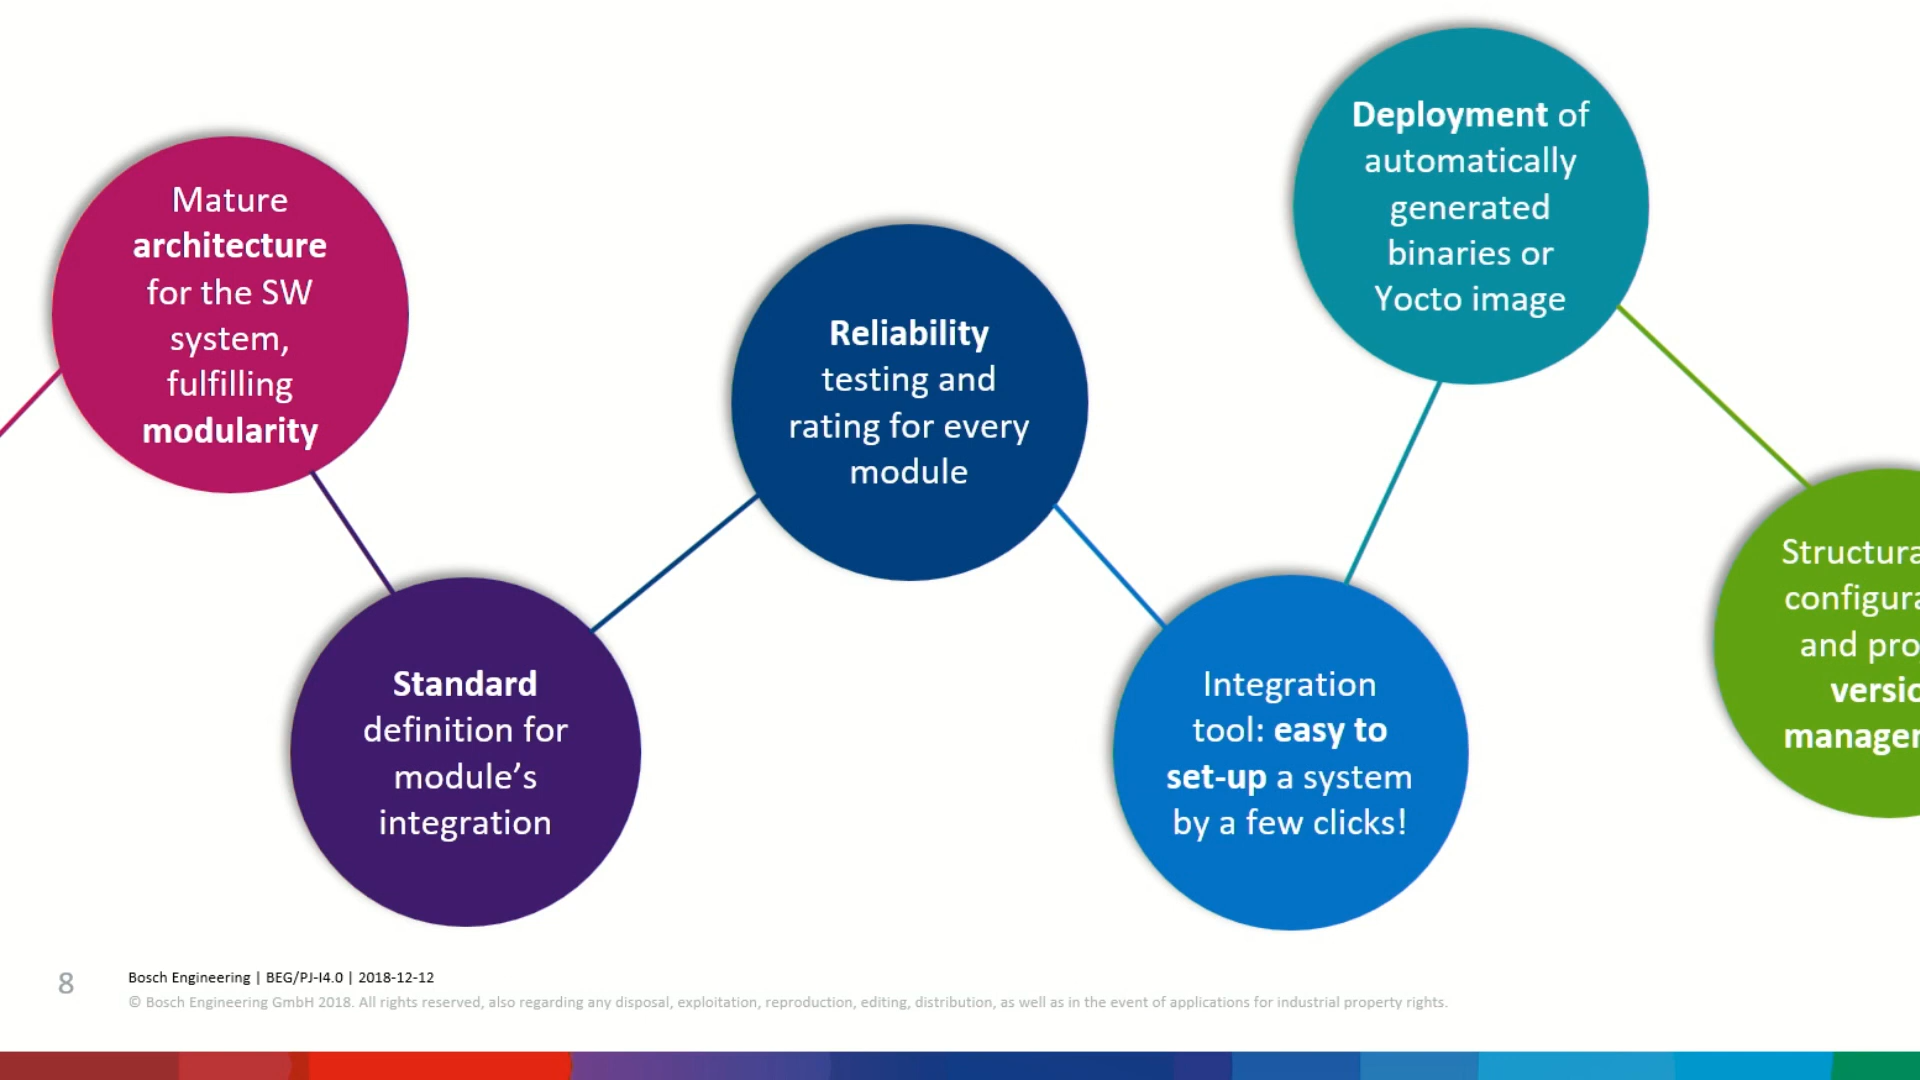 Mature
architecture
for the SW
system,
fulfilling
modularity
Standard
definition for
module’s
integration
Reliability
testing and
rating for every
module
Integration
tool: easy to
set-up a system
by a few clicks!
Deployment of
automatically
generated
binaries or
Yocto image
and
8
Bosch Engineering | BEG/PJ-I4.0 | 2018-12-12
© Bosch Engineering GmbH 2018. All rights reserved, also regarding any disposal, exploitation, reproduction, editing, distribution, as well as in the event of applications for industrial property rights.